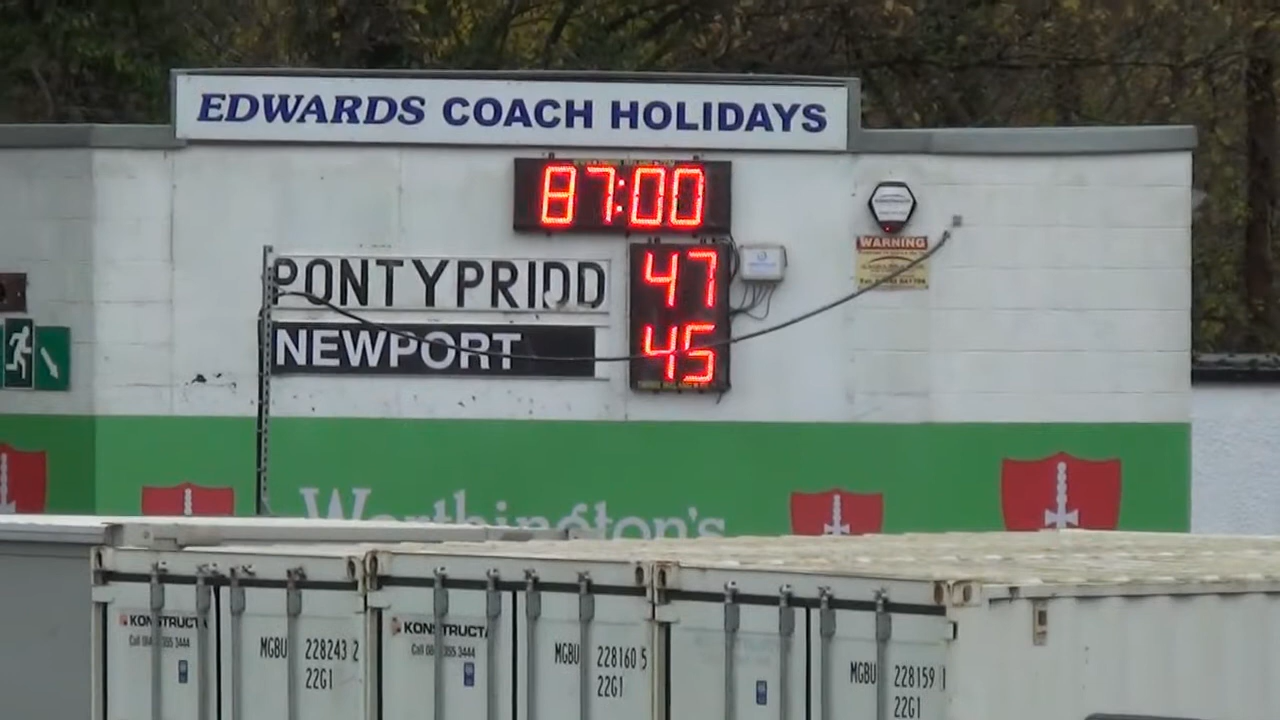 EDWARDS COACH HOLIDAYS
87:00
WARNING
PONTYPRIDD 47
NEWPORT 45
Worthington's
KONSTRUCTA
MGBU 228243 2
22G1
KONSTRUCTA
MGBU 228160 5
22G1
MGBU 228159 1
22G1